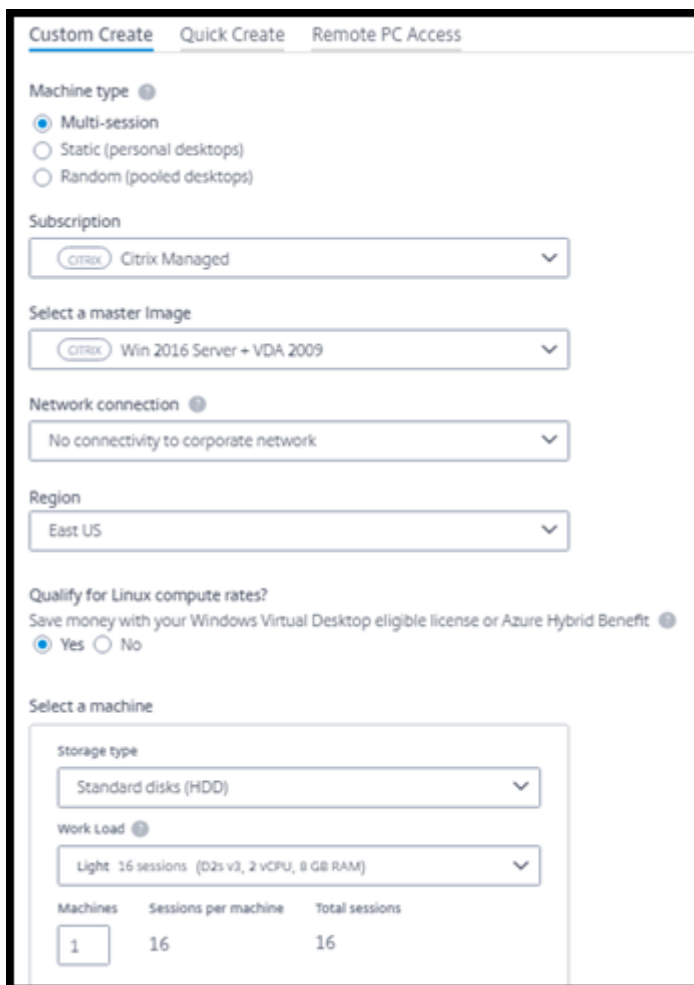 Custom Create Quick Create Remote PC Access
Machine type ?
Multi-session
Static (personal desktops)
Random (pooled desktops)
Subscription
CITRIX Citrix Managed
Select a master Image
CITRIX Win 2016 Server + VDA 2009
Network connection ?
No connectivity to corporate network
Region
East US
Qualify for Linux compute rates?
Save money with your Windows Virtual Desktop eligible license or Azure Hybrid Benefit ?
Yes No
Select a machine
Storage type
Standard disks (HDD)
Work Load ?
Light 16 sessions (D2s v3, 2 vCPU, 8 GB RAM)
Machines Sessions per machine Total sessions
1 16 16